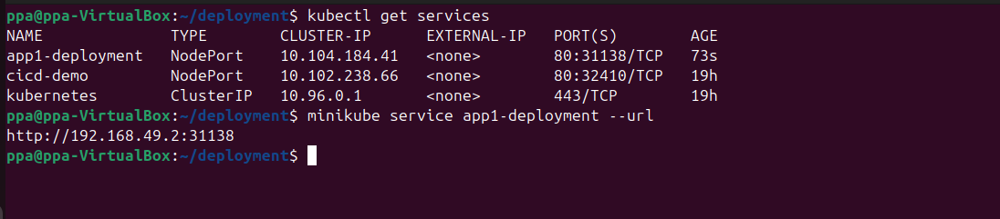 ppa@ppa-VirtualBox:~/deployment$ kubectl get services
NAME              TYPE        CLUSTER-IP      EXTERNAL-IP   PORT(S)        AGE
app1-deployment   NodePort    10.104.184.41   <none>        80:31138/TCP   73s
cicd-demo         NodePort    10.102.238.66   <none>        80:32410/TCP   19h
kubernetes        ClusterIP   10.96.0.1       <none>        443/TCP        19h
ppa@ppa-VirtualBox:~/deployment$ minikube service app1-deployment --url
http://192.168.49.2:31138
ppa@ppa-VirtualBox:~/deployment$